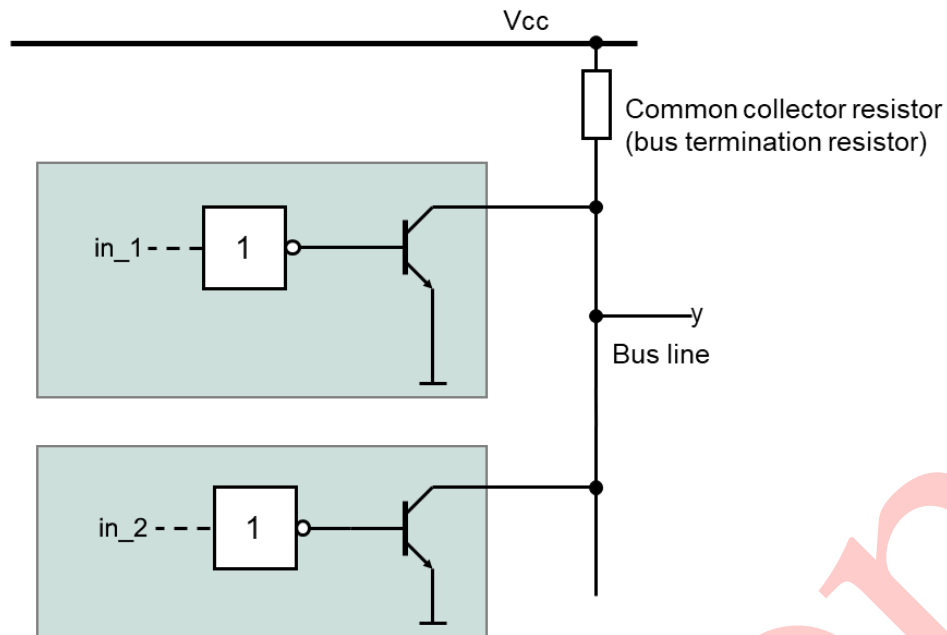 Vcc
Common collector resistor
(bus termination resistor)
in_1
1
y
Bus line
in_2
1